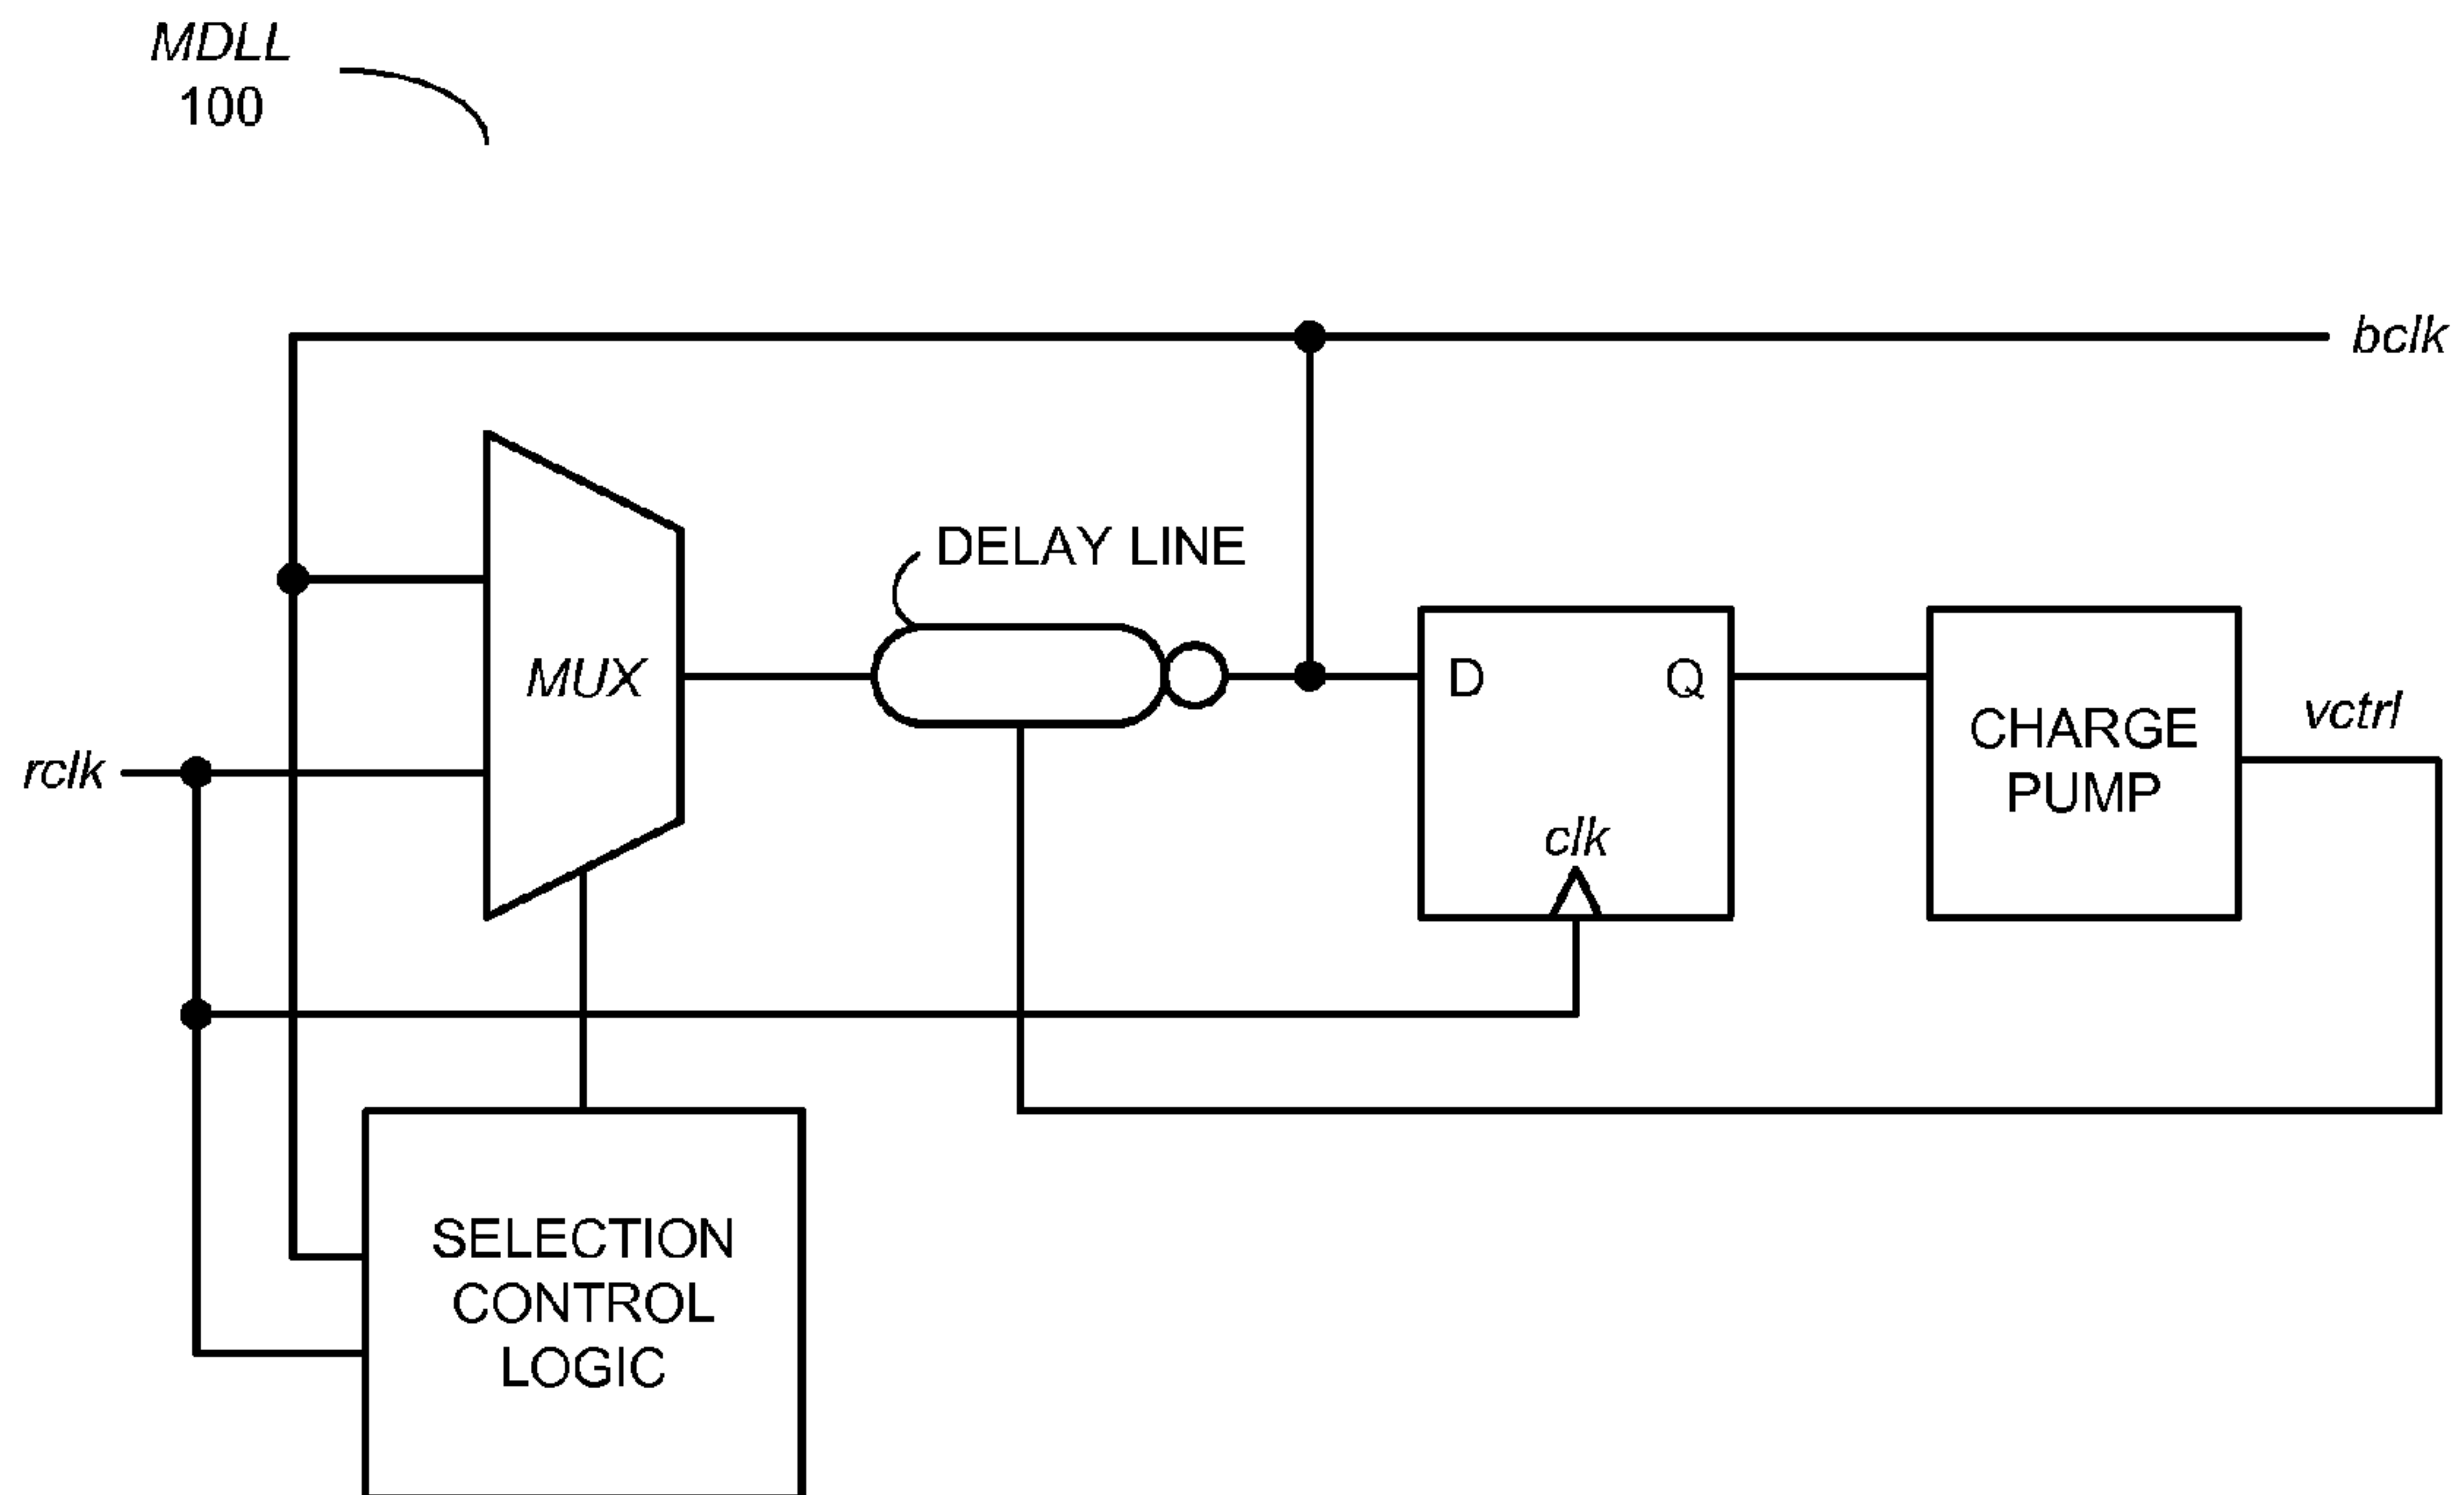 MDLL
100
bclk
DELAY LINE
MUX
D
Q
CHARGE
PUMP
vctrl
rclk
clk
SELECTION
CONTROL
LOGIC